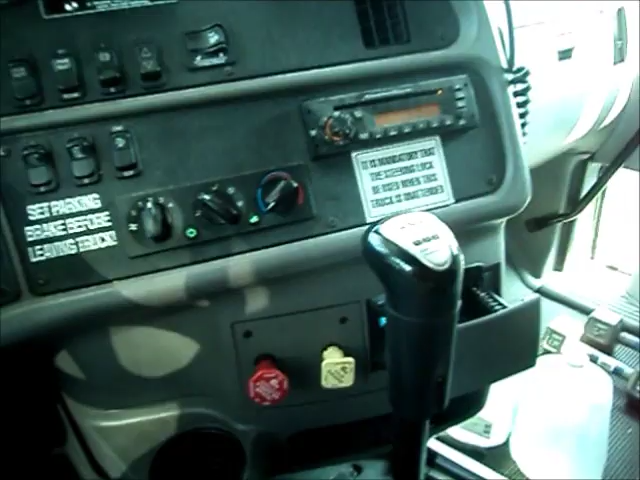 IT IS MANDATORY THAT
THE STEERING LOCK
BE USED WHEN THIS
TRUCK IS UNATTENDED
SET PARKING
BRAKE BEFORE
LEAVING TRUCK!